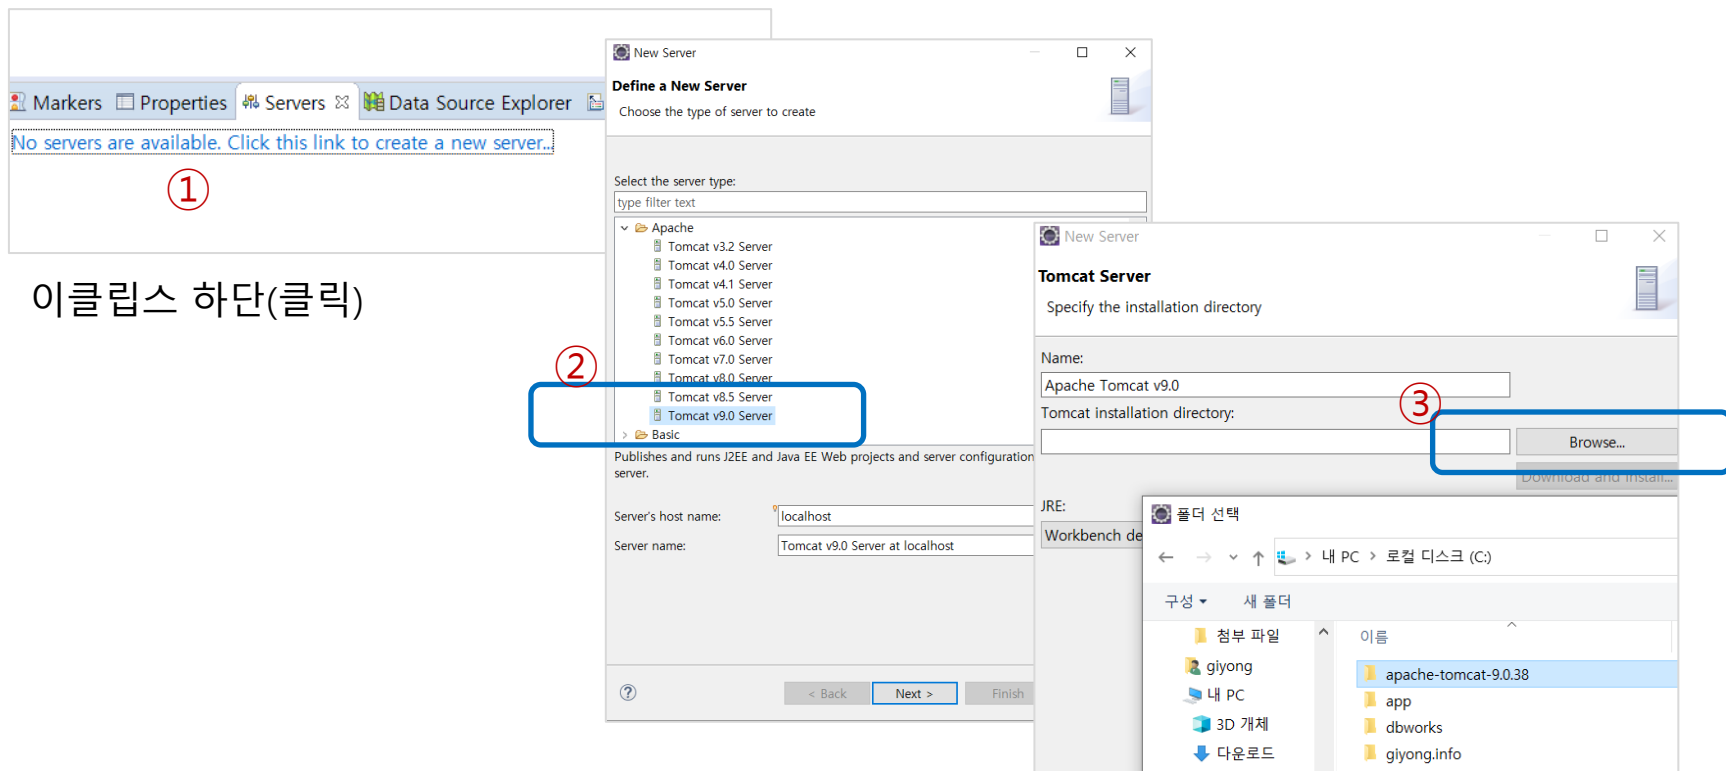 Markers Properties Servers Data Source Explorer
No servers are available. Click this link to create a new server...
①
이클립스 하단(클릭)
New Server
Define a New Server
Choose the type of server to create
Select the server type:
type filter text
Apache
Tomcat v3.2 Server
Tomcat v4.0 Server
Tomcat v4.1 Server
Tomcat v5.0 Server
Tomcat v5.5 Server
Tomcat v6.0 Server
Tomcat v7.0 Server
Tomcat v8.0 Server
Tomcat v8.5 Server
Tomcat v9.0 Server
Basic
②
Publishes and runs J2EE and Java EE Web projects and server configuration
server.
Server's host name: localhost
Server name: Tomcat v9.0 Server at localhost
< Back Next > Finish
New Server
Tomcat Server
Specify the installation directory
Name:
Apache Tomcat v9.0
Tomcat installation directory:
③
Browse...
Download and Install...
JRE:
Workbench de
폴더 선택
내 PC > 로컬 디스크 (C:)
구성 새 폴더
첨부 파일
giyong
내 PC
3D 개체
다운로드
이름
apache-tomcat-9.0.38
app
dbworks
giyong.info